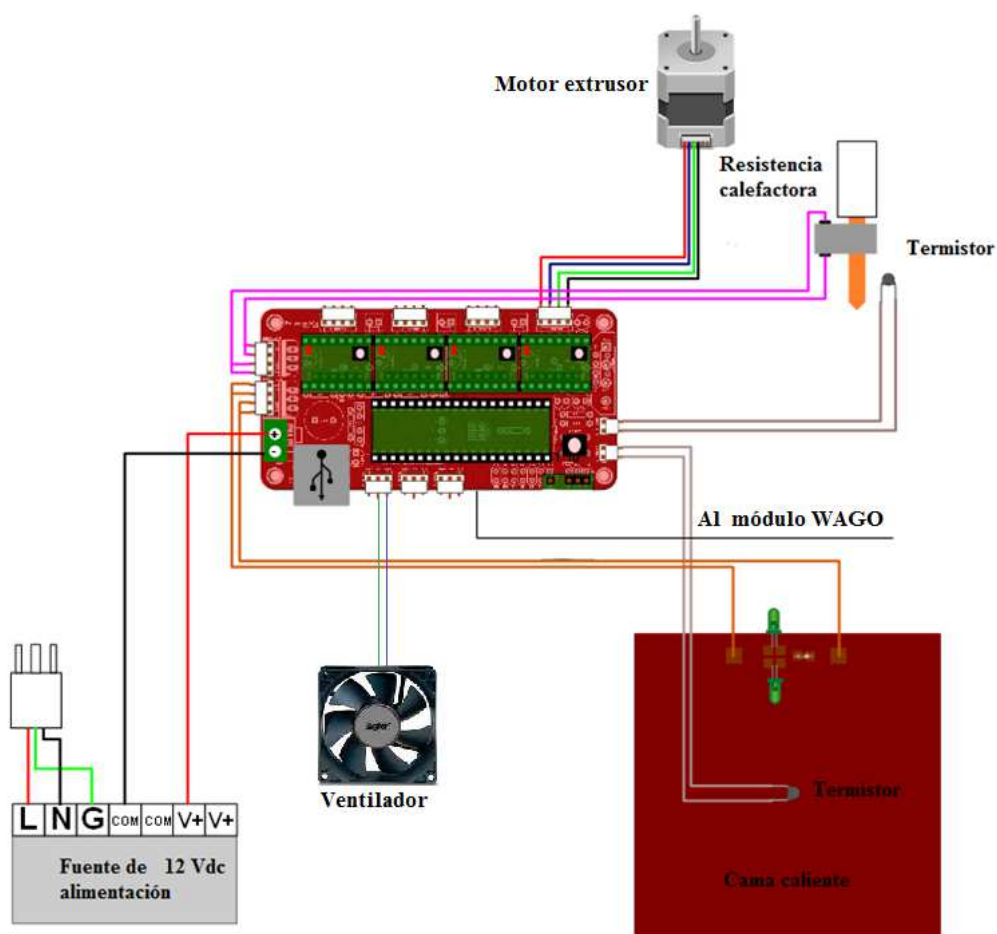 Motor extrusor
Resistencia
calefactora
Termistor
+
-
Al módulo WAGO
Ventilador
Termistor
L N G COM COM V+ V+
Fuente de 12 Vdc
alimentación
Cama caliente